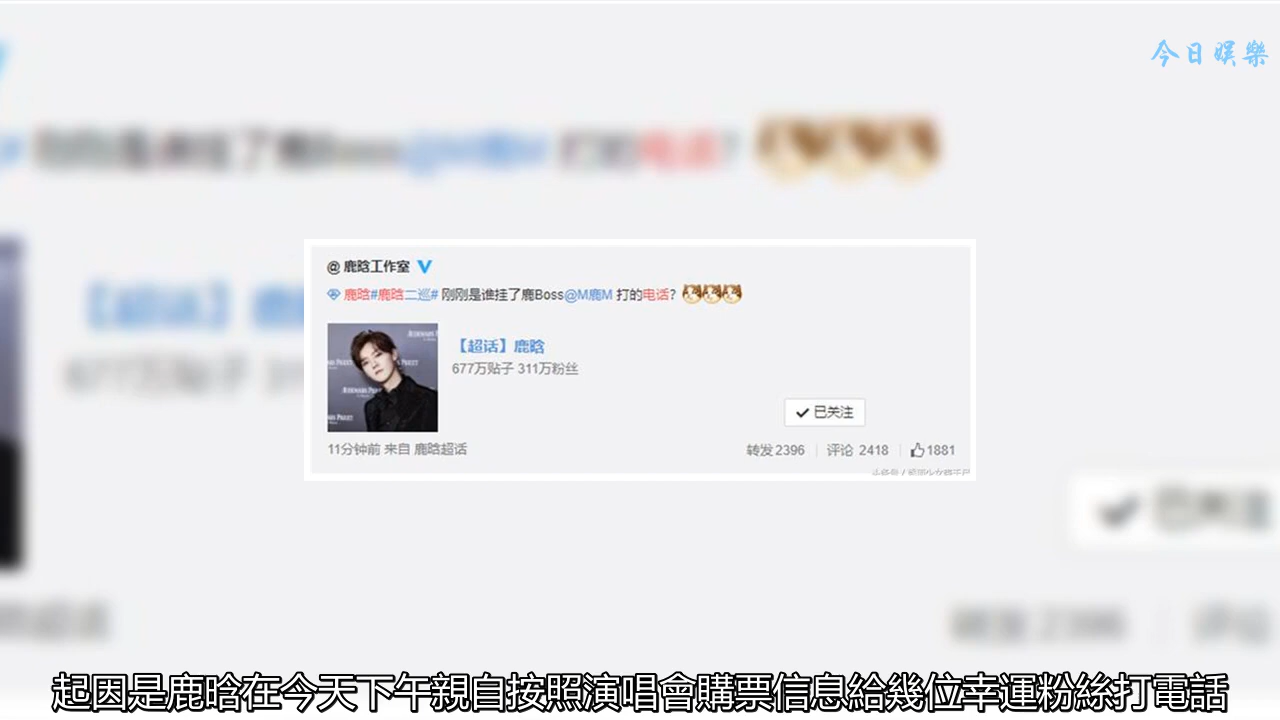 今日娱樂
@鹿晗工作室
鹿晗#鹿晗二巡# 刚刚是谁挂了鹿Boss@M鹿M 打的电话?
【超话】鹿晗
677万贴子 311万粉丝
已关注
11分钟前 来自 鹿晗超话
转发 2396 评论 2418 1881
起因是鹿晗在今天下午親自按照演唱會購票信息給幾位幸運粉絲打電話